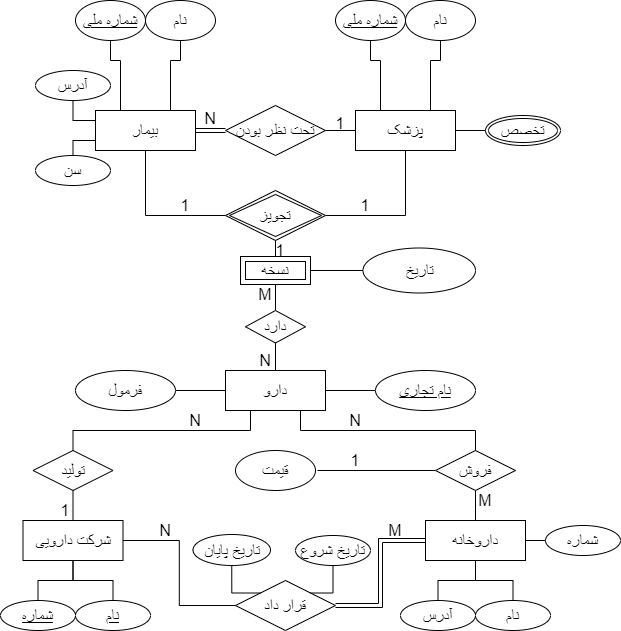 شماره ملی
نام
شماره ملی
نام
آدرس
بیمار
N
تحت نظر بودن
1
پزشک
تخصص
سن
1
تجویز
1
1
نسخه
تاریخ
M
دارد
N
فرمول
دارو
نام تجاری
N
N
تولید
قیمت
1
فروش
1
M
شرکت دارویی
N
تاریخ پایان
تاریخ شروع
M
داروخانه
شماره
قرار داد
شماره
نام
آدرس
نام